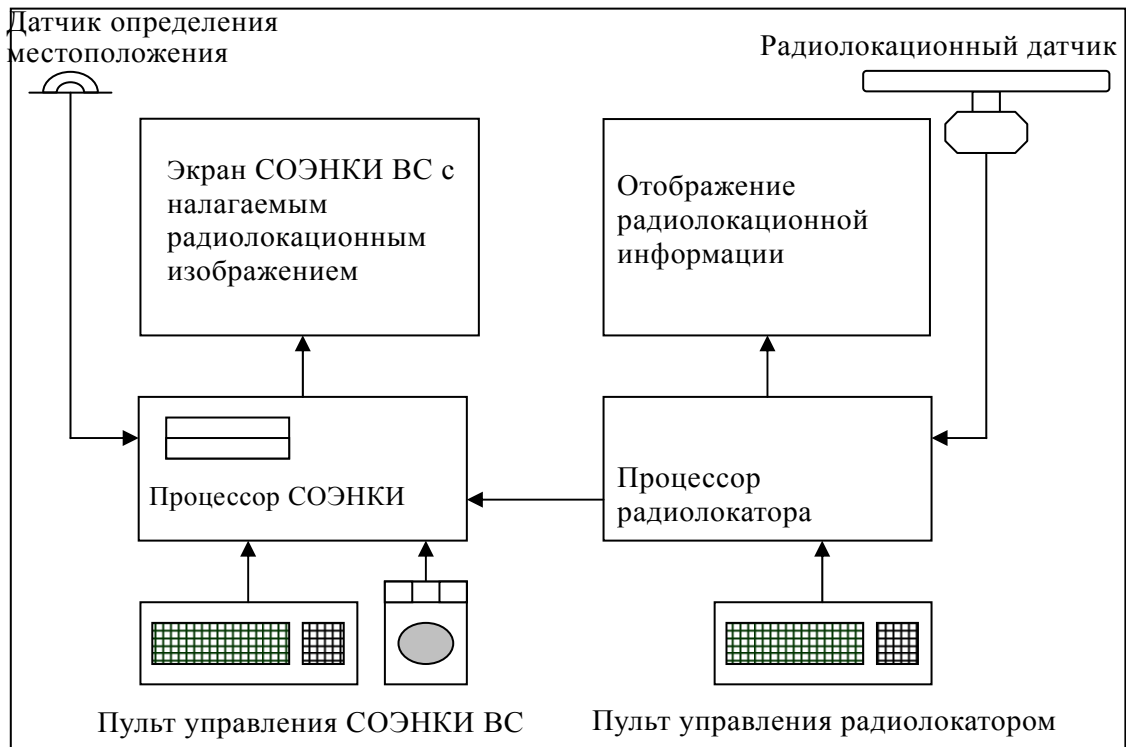 Датчик определения
местоположения
Радиолокационный датчик
Экран СОЭНКИ ВС с
налагаемым
радиолокационным
изображением
Отображение
радиолокационной
информации
Процессор СОЭНКИ
Процессор
радиолокатора
Пульт управления СОЭНКИ ВС
Пульт управления радиолокатором